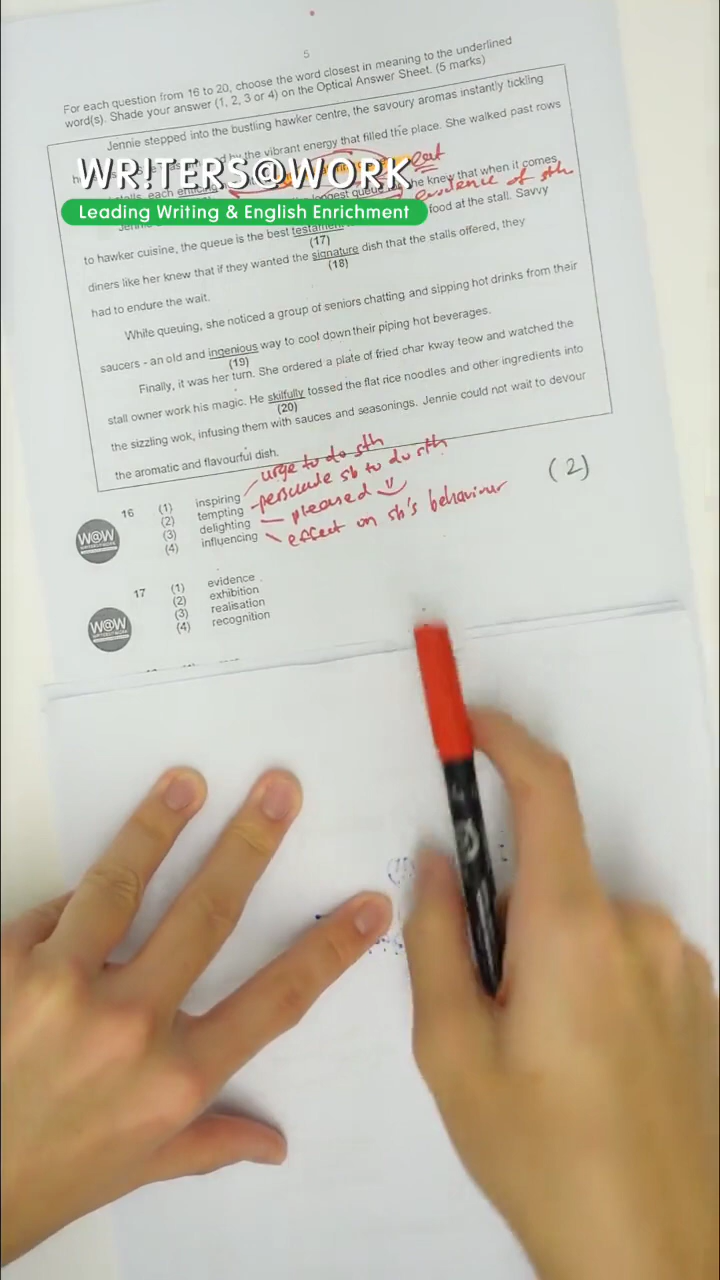 5
For each question from 16 to 20, choose the word closest in meaning to the underlined
word(s). Shade your answer (1, 2, 3 or 4) on the Optical Answer Sheet. (5 marks)
Jennie stepped into the bustling hawker centre, the savoury aromas instantly tickling
by the vibrant energy that filled the place. She walked past rows
WR!TERS@WORK
eat
each enticing
longest queue
she knew that when it comes
evidence of sth
Leading Writing & English Enrichment
food at the stall. Savvy
to hawker cuisine, the queue is the best testament
(17)
diners like her knew that if they wanted the signature dish that the stalls offered, they
(18)
had to endure the wait.
While queuing, she noticed a group of seniors chatting and sipping hot drinks from their
saucers - an old and ingenious way to cool down their piping hot beverages.
(19)
Finally, it was her turn. She ordered a plate of fried char kway teow and watched the
stall owner work his magic. He skilfully tossed the flat rice noodles and other ingredients into
(20)
the sizzling wok, infusing them with sauces and seasonings. Jennie could not wait to devour
the aromatic and flavourful dish.
16 (1) inspiring urge to do sth
(2) tempting - persuade sb to do sth
(3) delighting - pleased
(4) influencing effect on sb's behaviour
(2)
W@W
17 (1) evidence
(2) exhibition
(3) realisation
(4) recognition
W@W